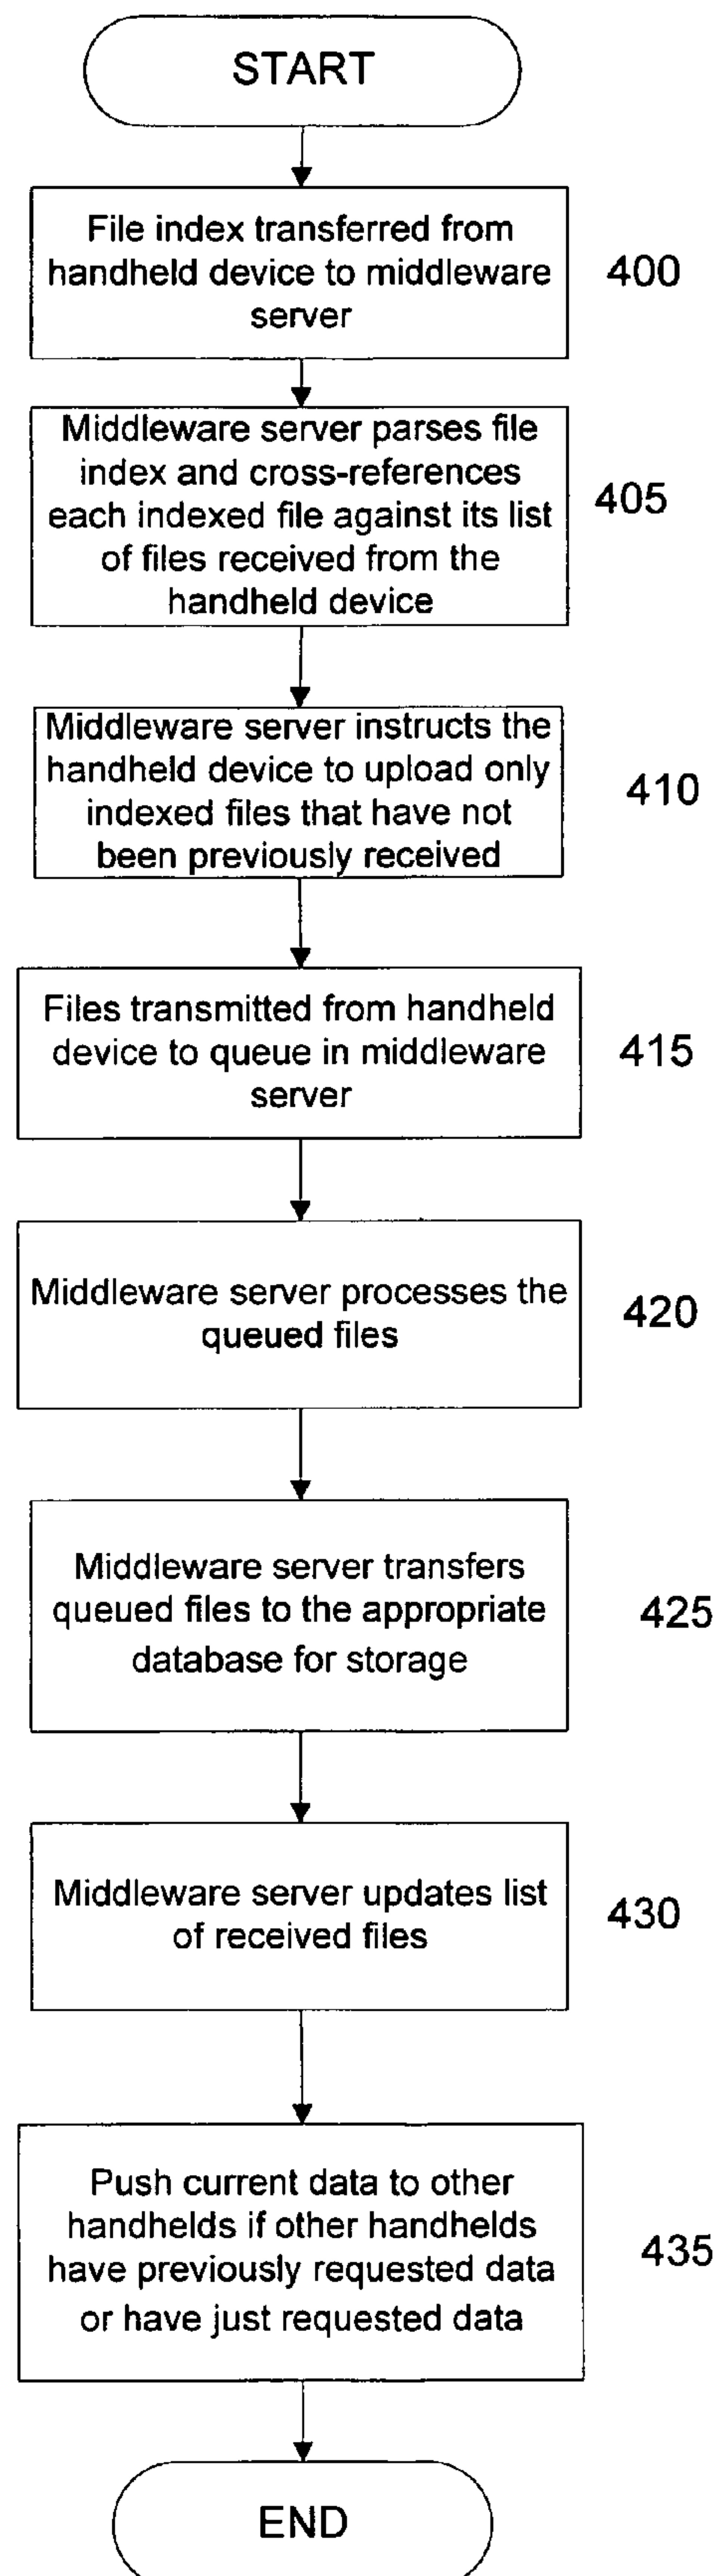 START
File index transferred from
handheld device to middleware
server
400
Middleware server parses file
index and cross-references
each indexed file against its list
of files received from the
handheld device
405
Middleware server instructs the
handheld device to upload only
indexed files that have not
been previously received
410
Files transmitted from handheld
device to queue in middleware
server
415
Middleware server processes the
queued files
420
Middleware server transfers
queued files to the appropriate
database for storage
425
Middleware server updates list
of received files
430
Push current data to other
handhelds if other handhelds
have previously requested data
or have just requested data
435
END